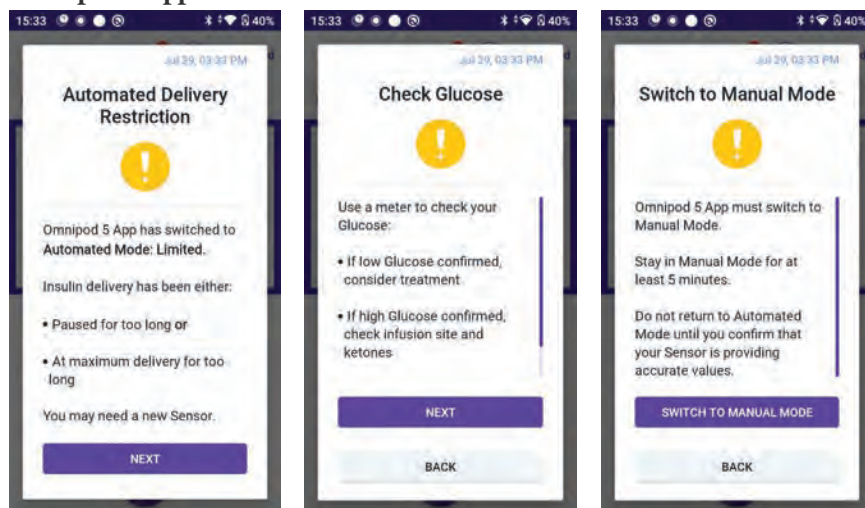 15:33
40%
Jul 29, 03:33 PM
Automated Delivery
Restriction
Omnipod 5 App has switched to
Automated Mode: Limited.
Insulin delivery has been either:
• Paused for too long or
• At maximum delivery for too
long
You may need a new Sensor.
NEXT
15:33
40%
Jul 29, 03:33 PM
Check Glucose
Use a meter to check your
Glucose:
• If low Glucose confirmed,
consider treatment
• If high Glucose confirmed,
check infusion site and
ketones
NEXT
BACK
15:33
40%
Jul 29, 03:33 PM
Switch to Manual Mode
Omnipod 5 App must switch to
Manual Mode.
Stay in Manual Mode for at
least 5 minutes.
Do not return to Automated
Mode until you confirm that
your Sensor is providing
accurate values.
SWITCH TO MANUAL MODE
BACK